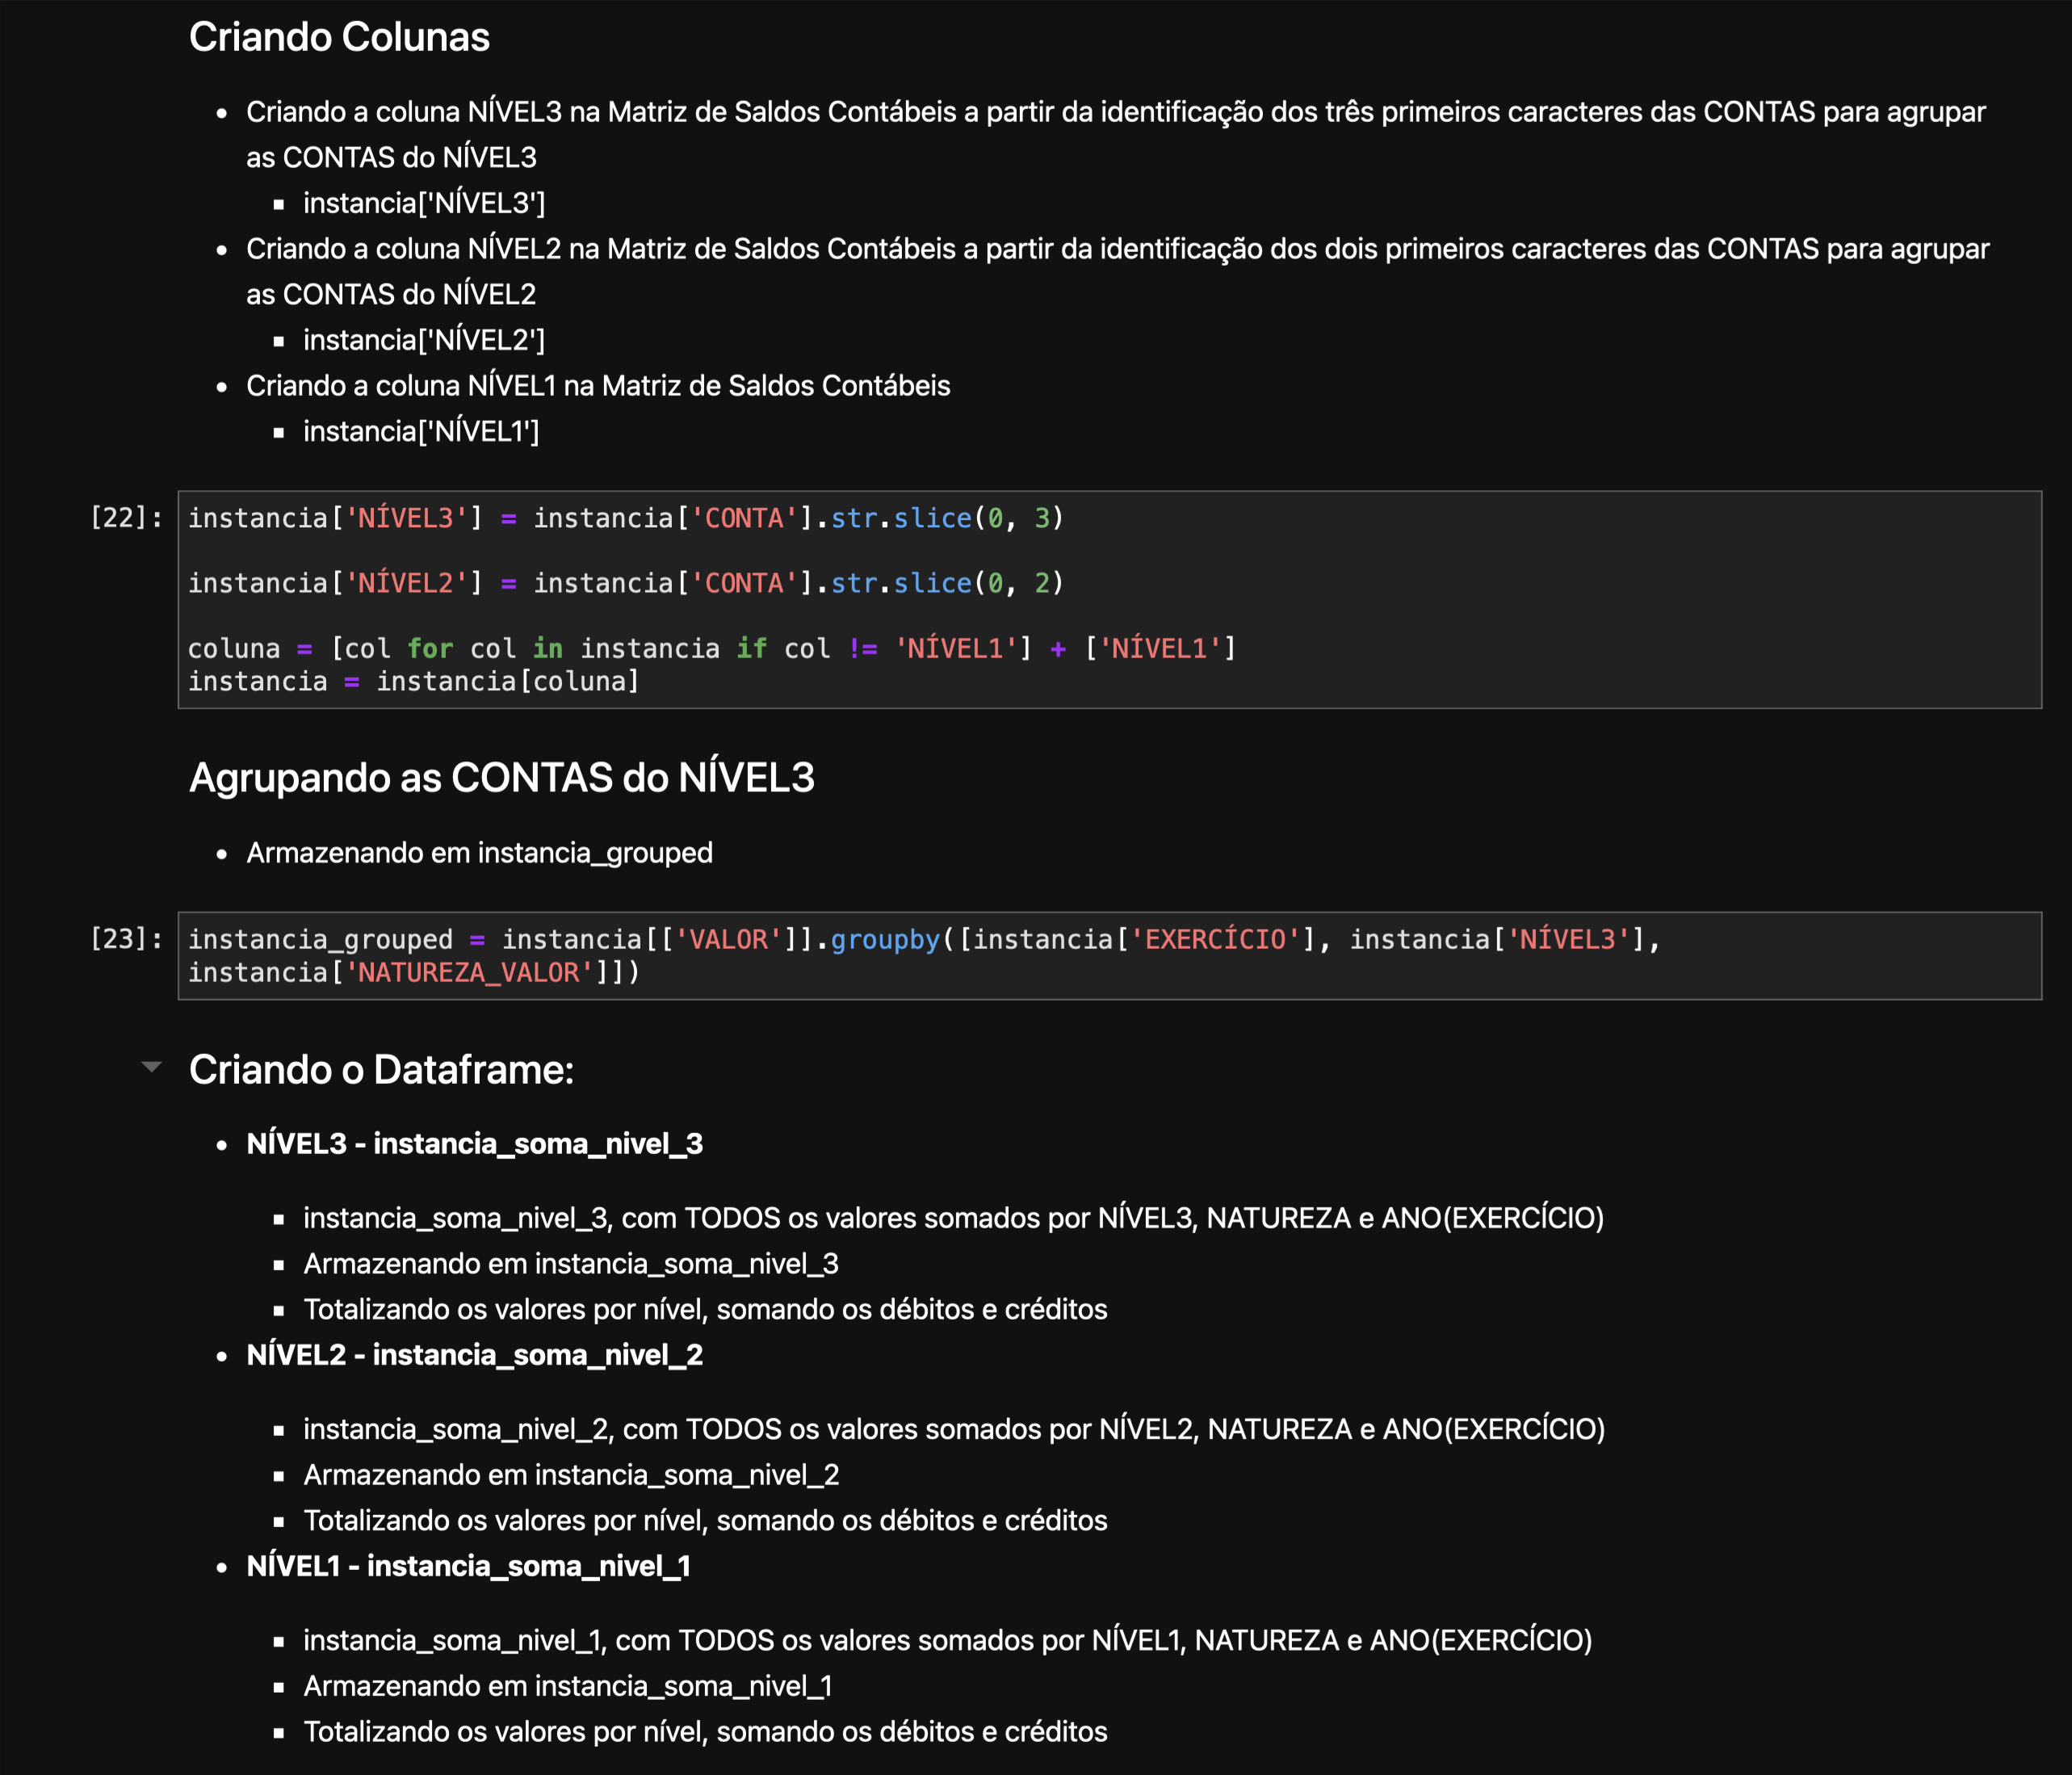 Criando Colunas
• Criando a coluna NÍVEL3 na Matriz de Saldos Contábeis a partir da identificação dos três primeiros caracteres das CONTAS para agrupar
as CONTAS do NÍVEL3
▪ instancia['NÍVEL3']
• Criando a coluna NÍVEL2 na Matriz de Saldos Contábeis a partir da identificação dos dois primeiros caracteres das CONTAS para agrupar
as CONTAS do NÍVEL2
▪ instancia['NÍVEL2']
• Criando a coluna NÍVEL1 na Matriz de Saldos Contábeis
▪ instancia['NÍVEL1']
[22]: instancia['NÍVEL3'] = instancia['CONTA'].str.slice(0, 3)
instancia['NÍVEL2'] = instancia['CONTA'].str.slice(0, 2)
coluna = [col for col in instancia if col != 'NÍVEL1'] + ['NÍVEL1']
instancia = instancia[coluna]
Agrupando as CONTAS do NÍVEL3
• Armazenando em instancia_grouped
[23]: instancia_grouped = instancia[['VALOR']].groupby([instancia['EXERCÍCIO'], instancia['NÍVEL3'],
instancia['NATUREZA_VALOR']])
Criando o Dataframe:
• NÍVEL3 - instancia_soma_nivel_3
▪ instancia_soma_nivel_3, com TODOS os valores somados por NÍVEL3, NATUREZA e ANO(EXERCÍCIO)
▪ Armazenando em instancia_soma_nivel_3
▪ Totalizando os valores por nível, somando os débitos e créditos
• NÍVEL2 - instancia_soma_nivel_2
▪ instancia_soma_nivel_2, com TODOS os valores somados por NÍVEL2, NATUREZA e ANO(EXERCÍCIO)
▪ Armazenando em instancia_soma_nivel_2
▪ Totalizando os valores por nível, somando os débitos e créditos
• NÍVEL1 - instancia_soma_nivel_1
▪ instancia_soma_nivel_1, com TODOS os valores somados por NÍVEL1, NATUREZA e ANO(EXERCÍCIO)
▪ Armazenando em instancia_soma_nivel_1
▪ Totalizando os valores por nível, somando os débitos e créditos